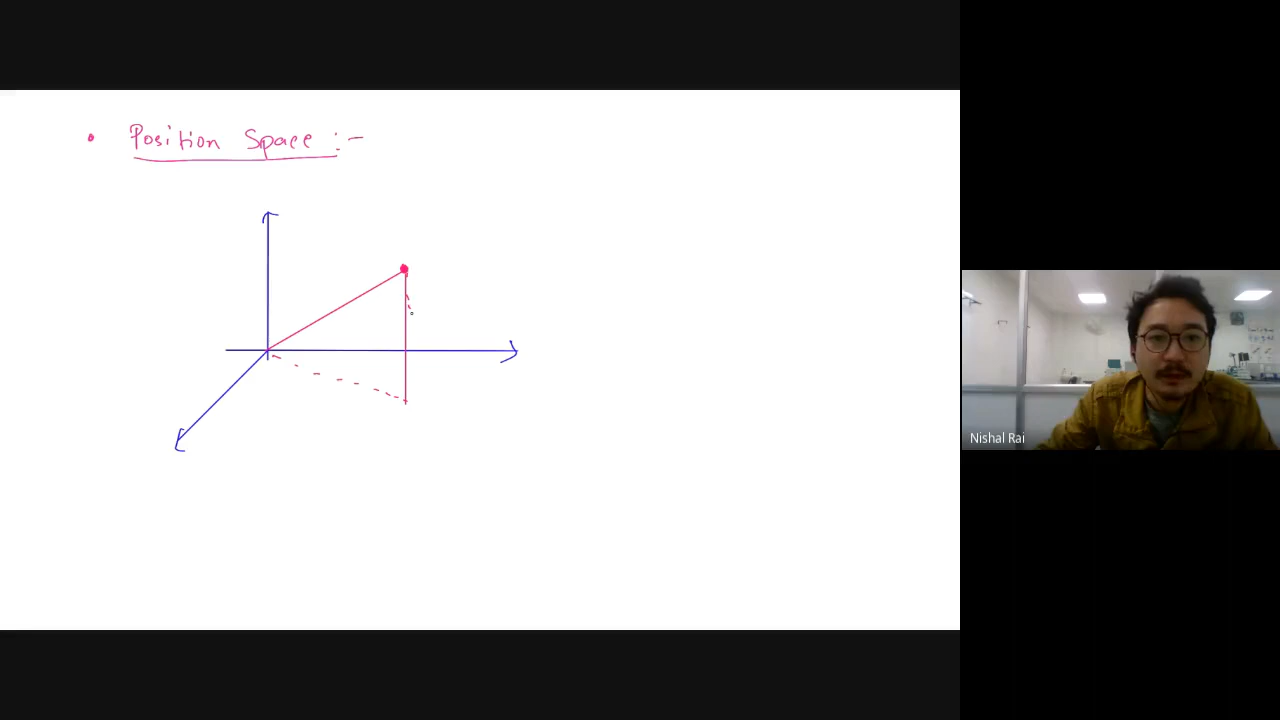 • Position Space :-
Nishal Rai